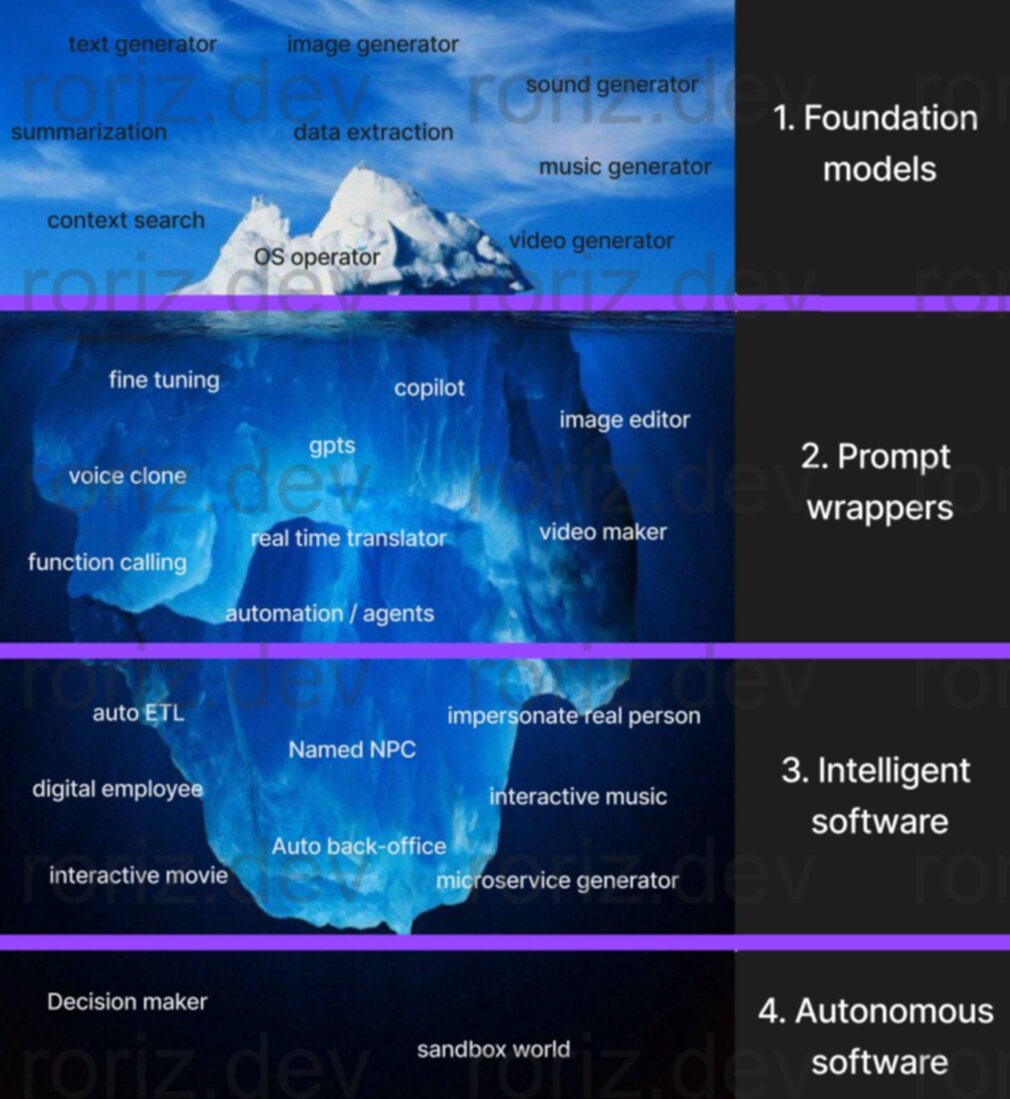 text generator
image generator
sound generator
summarization
data extraction
music generator
context search
video generator
OS operator
1. Foundation
models
fine tuning
copilot
image editor
gpts
voice clone
video maker
real time translator
function calling
automation / agents
2. Prompt
wrappers
auto ETL
impersonate real person
Named NPC
digital employee
interactive music
Auto back-office
interactive movie
microservice generator
3. Intelligent
software
Decision maker
sandbox world
4. Autonomous
software
roriz.dev